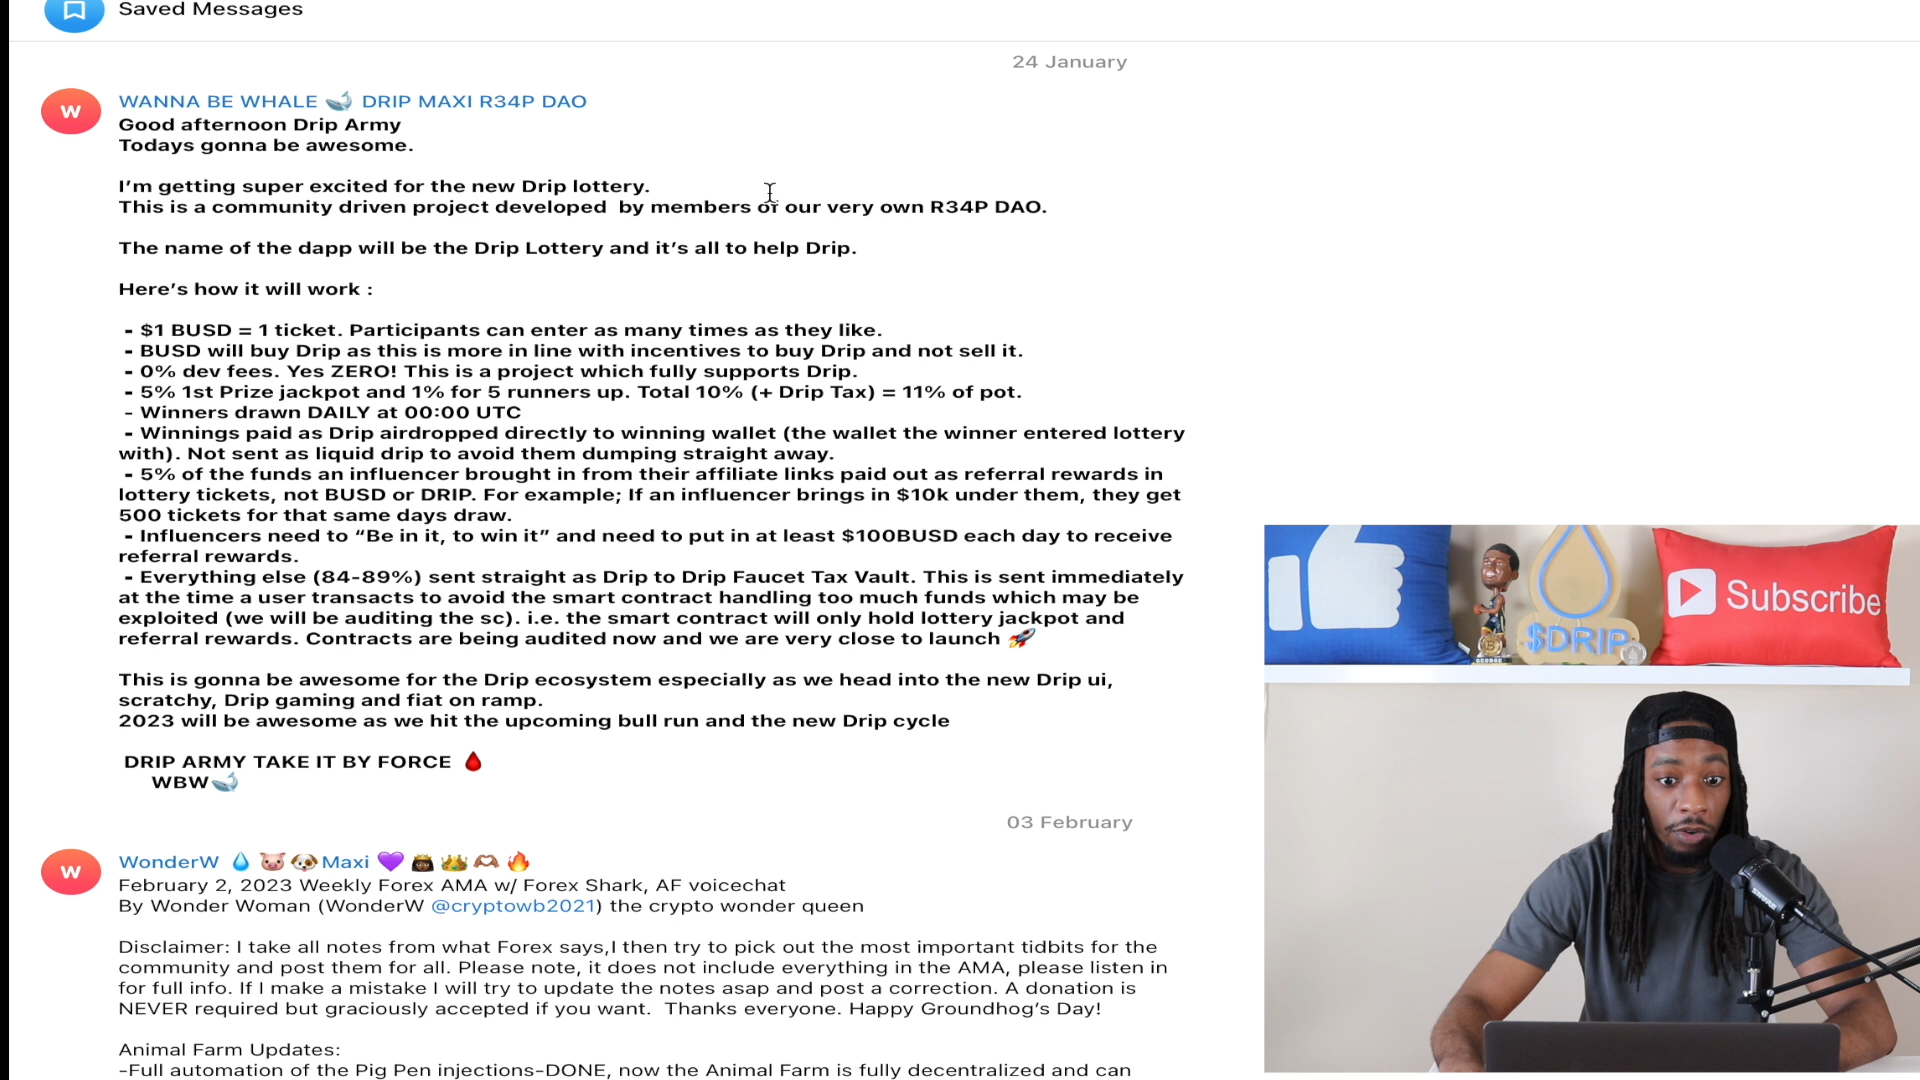 Saved Messages
24 January
W
WANNA BE WHALE 🐳 DRIP MAXI R34P DAO
Good afternoon Drip Army
Todays gonna be awesome.
I'm getting super excited for the new Drip lottery.
This is a community driven project developed  by members of our very own R34P DAO.
The name of the dapp will be the Drip Lottery and it's all to help Drip.
Here's how it will work :
- $1 BUSD = 1 ticket. Participants can enter as many times as they like.
- BUSD will buy Drip as this is more in line with incentives to buy Drip and not sell it.
- 0% dev fees. Yes ZERO! This is a project which fully supports Drip.
- 5% 1st Prize jackpot and 1% for 5 runners up. Total 10% (+ Drip Tax) = 11% of pot.
- Winners drawn DAILY at 00:00 UTC
- Winnings paid as Drip airdropped directly to winning wallet (the wallet the winner entered lottery
with). Not sent as liquid drip to avoid them dumping straight away.
- 5% of the funds an influencer brought in from their affiliate links paid out as referral rewards in
lottery tickets, not BUSD or DRIP. For example; If an influencer brings in $10k under them, they get
500 tickets for that same days draw.
- Influencers need to “Be in it, to win it” and need to put in at least $100BUSD each day to receive
referral rewards.
- Everything else (84-89%) sent straight as Drip to Drip Faucet Tax Vault. This is sent immediately
at the time a user transacts to avoid the smart contract handling too much funds which may be
exploited (we will be auditing the sc). i.e. the smart contract will only hold lottery jackpot and
referral rewards. Contracts are being audited now and we are very close to launch 🚀
This is gonna be awesome for the Drip ecosystem especially as we head into the new Drip ui,
scratchy, Drip gaming and fiat on ramp.
2023 will be awesome as we hit the upcoming bull run and the new Drip cycle
DRIP ARMY TAKE IT BY FORCE 🩸
WBW🐳
03 February
W
WonderW 💧 🐷 🐶 Maxi 💜 👸🏿 👑 🫶🏽 🔥
February 2, 2023 Weekly Forex AMA w/ Forex Shark, AF voicechat
By Wonder Woman (WonderW @cryptowb2021) the crypto wonder queen
Disclaimer: I take all notes from what Forex says,I then try to pick out the most important tidbits for the
community and post them for all. Please note, it does not include everything in the AMA, please listen in
for full info. If I make a mistake I will try to update the notes asap and post a correction. A donation is
NEVER required but graciously accepted if you want.  Thanks everyone. Happy Groundhog's Day!
Animal Farm Updates:
-Full automation of the Pig Pen injections-DONE, now the Animal Farm is fully decentralized and can
Subscribe
$DRIP
GEORGE